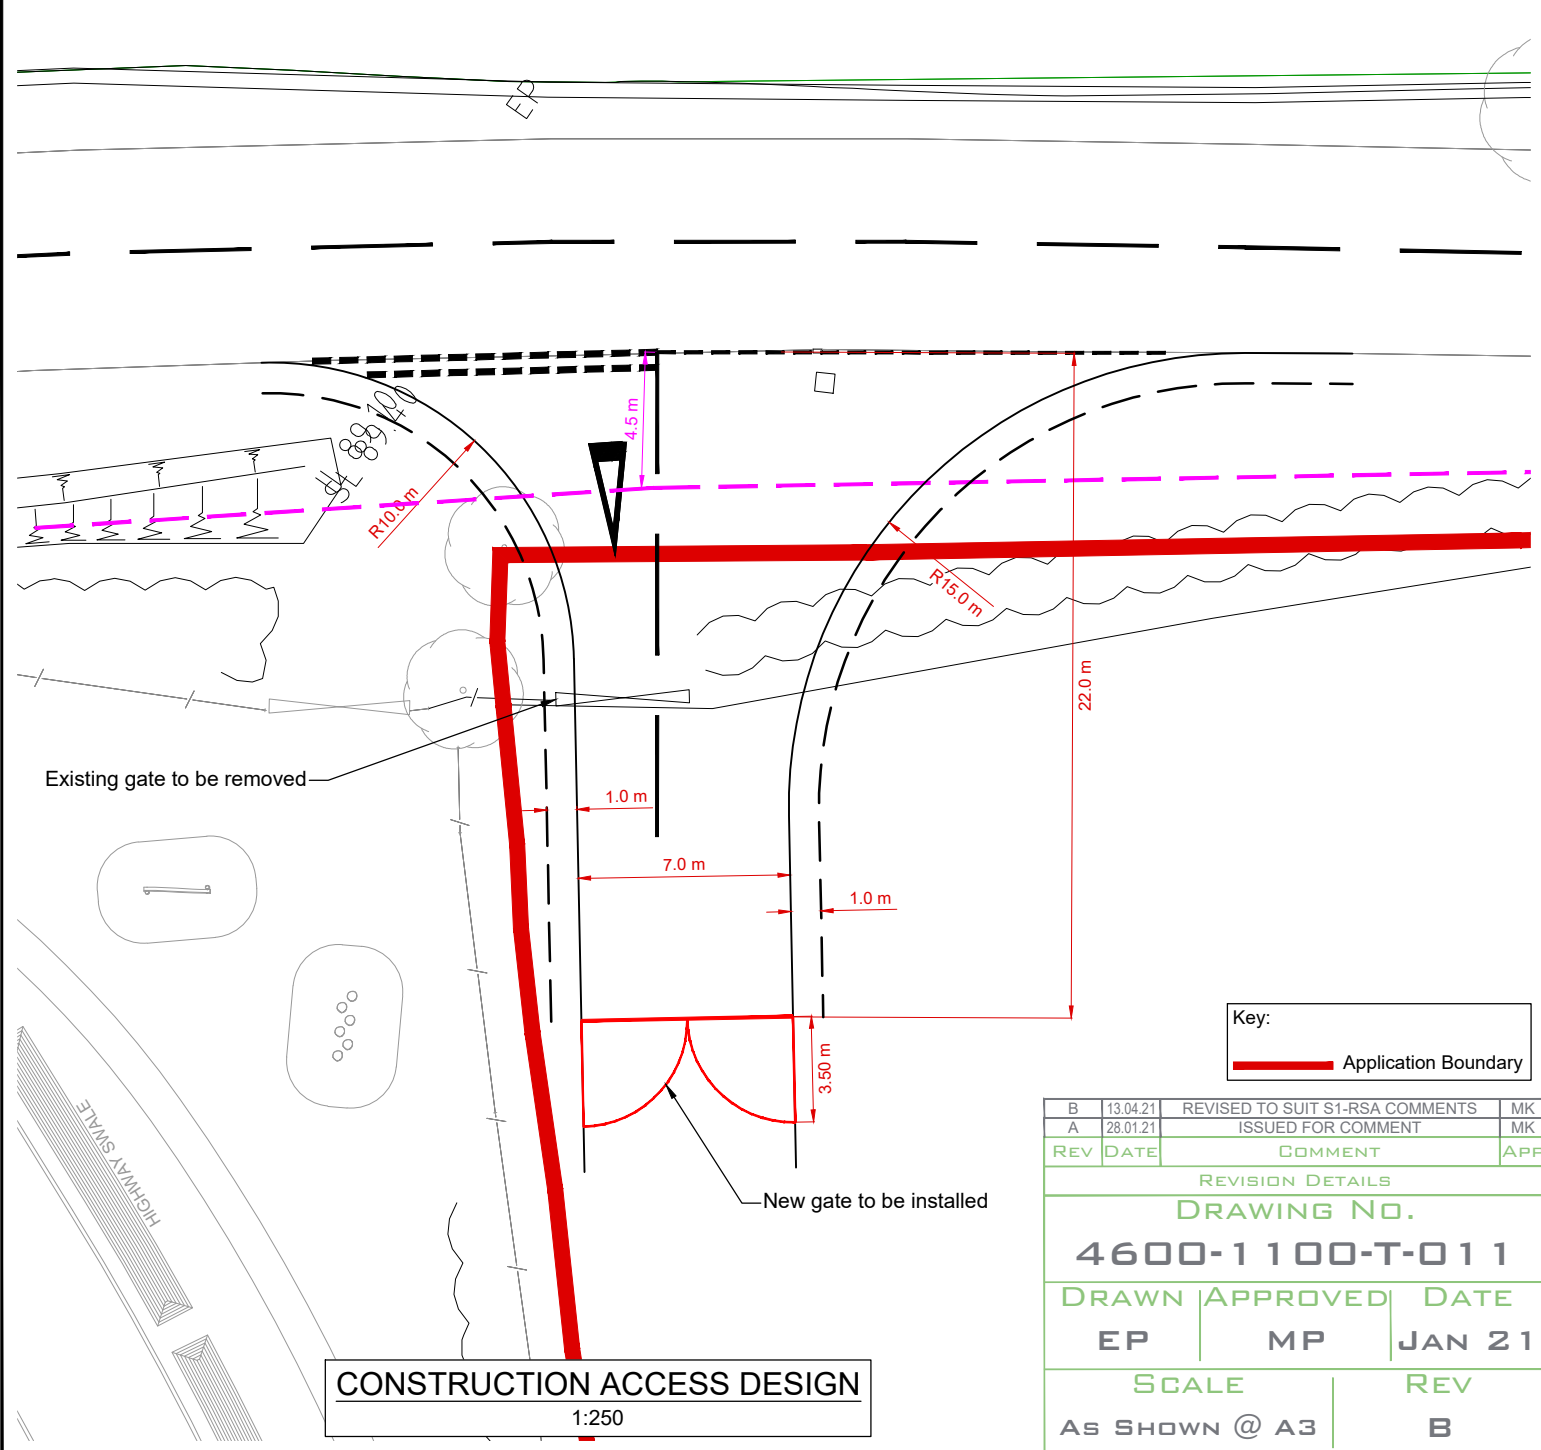 EP
SL 89.100
4.5 m
R10.0 m
R15.0 m
22.0 m
Existing gate to be removed
1.0 m
7.0 m
1.0 m
3.50 m
New gate to be installed
HIGHWAY SWALE
Key:
Application Boundary
B 13.04.21 REVISED TO SUIT S1-RSA COMMENTS MK
A 28.01.21 ISSUED FOR COMMENT MK
REV DATE COMMENT APP
REVISION DETAILS
DRAWING NO.
4600-1100-T-011
DRAWN APPROVED DATE
EP MP JAN 21
SCALE REV
AS SHOWN @ A3 B
CONSTRUCTION ACCESS DESIGN
1:250